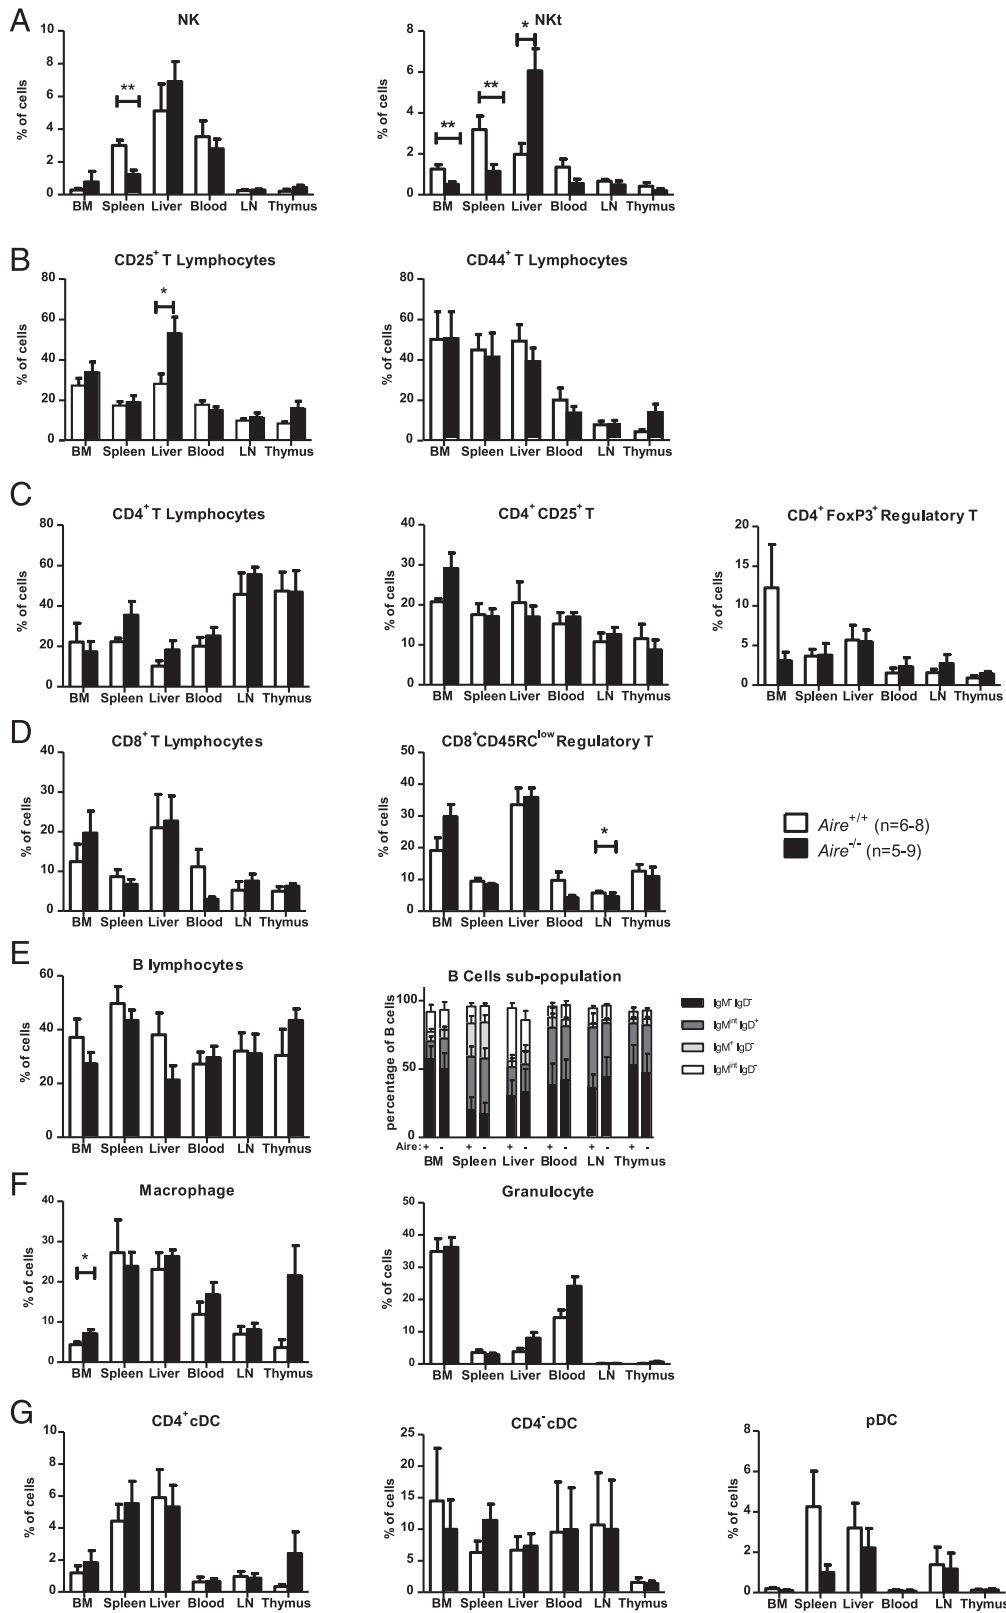 A
NK
% of cells
10
8
6
4
2
0
**
BM Spleen Liver Blood LN Thymus
NKt
% of cells
8
6
4
2
0
**
**
*
BM Spleen Liver Blood LN Thymus
B
CD25+ T Lymphocytes
% of cells
80
60
40
20
0
*
BM Spleen Liver Blood LN Thymus
CD44+ T Lymphocytes
% of cells
80
60
40
20
0
BM Spleen Liver Blood LN Thymus
C
CD4+ T Lymphocytes
% of cells
80
60
40
20
0
BM Spleen Liver Blood LN Thymus
CD4+ CD25+ T
% of cells
40
30
20
10
0
BM Spleen Liver Blood LN Thymus
CD4+ FoxP3+ Regulatory T
% of cells
20
15
10
5
0
BM Spleen Liver Blood LN Thymus
D
CD8+ T Lymphocytes
% of cells
40
30
20
10
0
BM Spleen Liver Blood LN Thymus
CD8+CD45RClow Regulatory T
% of cells
50
40
30
20
10
0
*
BM Spleen Liver Blood LN Thymus
Aire+/+ (n=6-8)
Aire-/- (n=5-9)
E
B lymphocytes
% of cells
60
40
20
0
BM Spleen Liver Blood LN Thymus
B Cells sub-population
percentage of B cells
100
50
0
Aire: + - + - + - + - + - + -
BM Spleen Liver Blood LN Thymus
IgM- IgD-
IgMint IgD+
IgM+ IgD-
IgMint IgD-
F
Macrophage
% of cells
40
30
20
10
0
*
BM Spleen Liver Blood LN Thymus
Granulocyte
% of cells
50
40
30
20
10
0
BM Spleen Liver Blood LN Thymus
G
CD4+ cDC
% of cells
10
8
6
4
2
0
BM Spleen Liver Blood LN Thymus
CD4- cDC
% of cells
25
20
15
10
5
0
BM Spleen Liver Blood LN Thymus
pDC
% of cells
8
6
4
2
0
BM Spleen Liver Blood LN Thymus